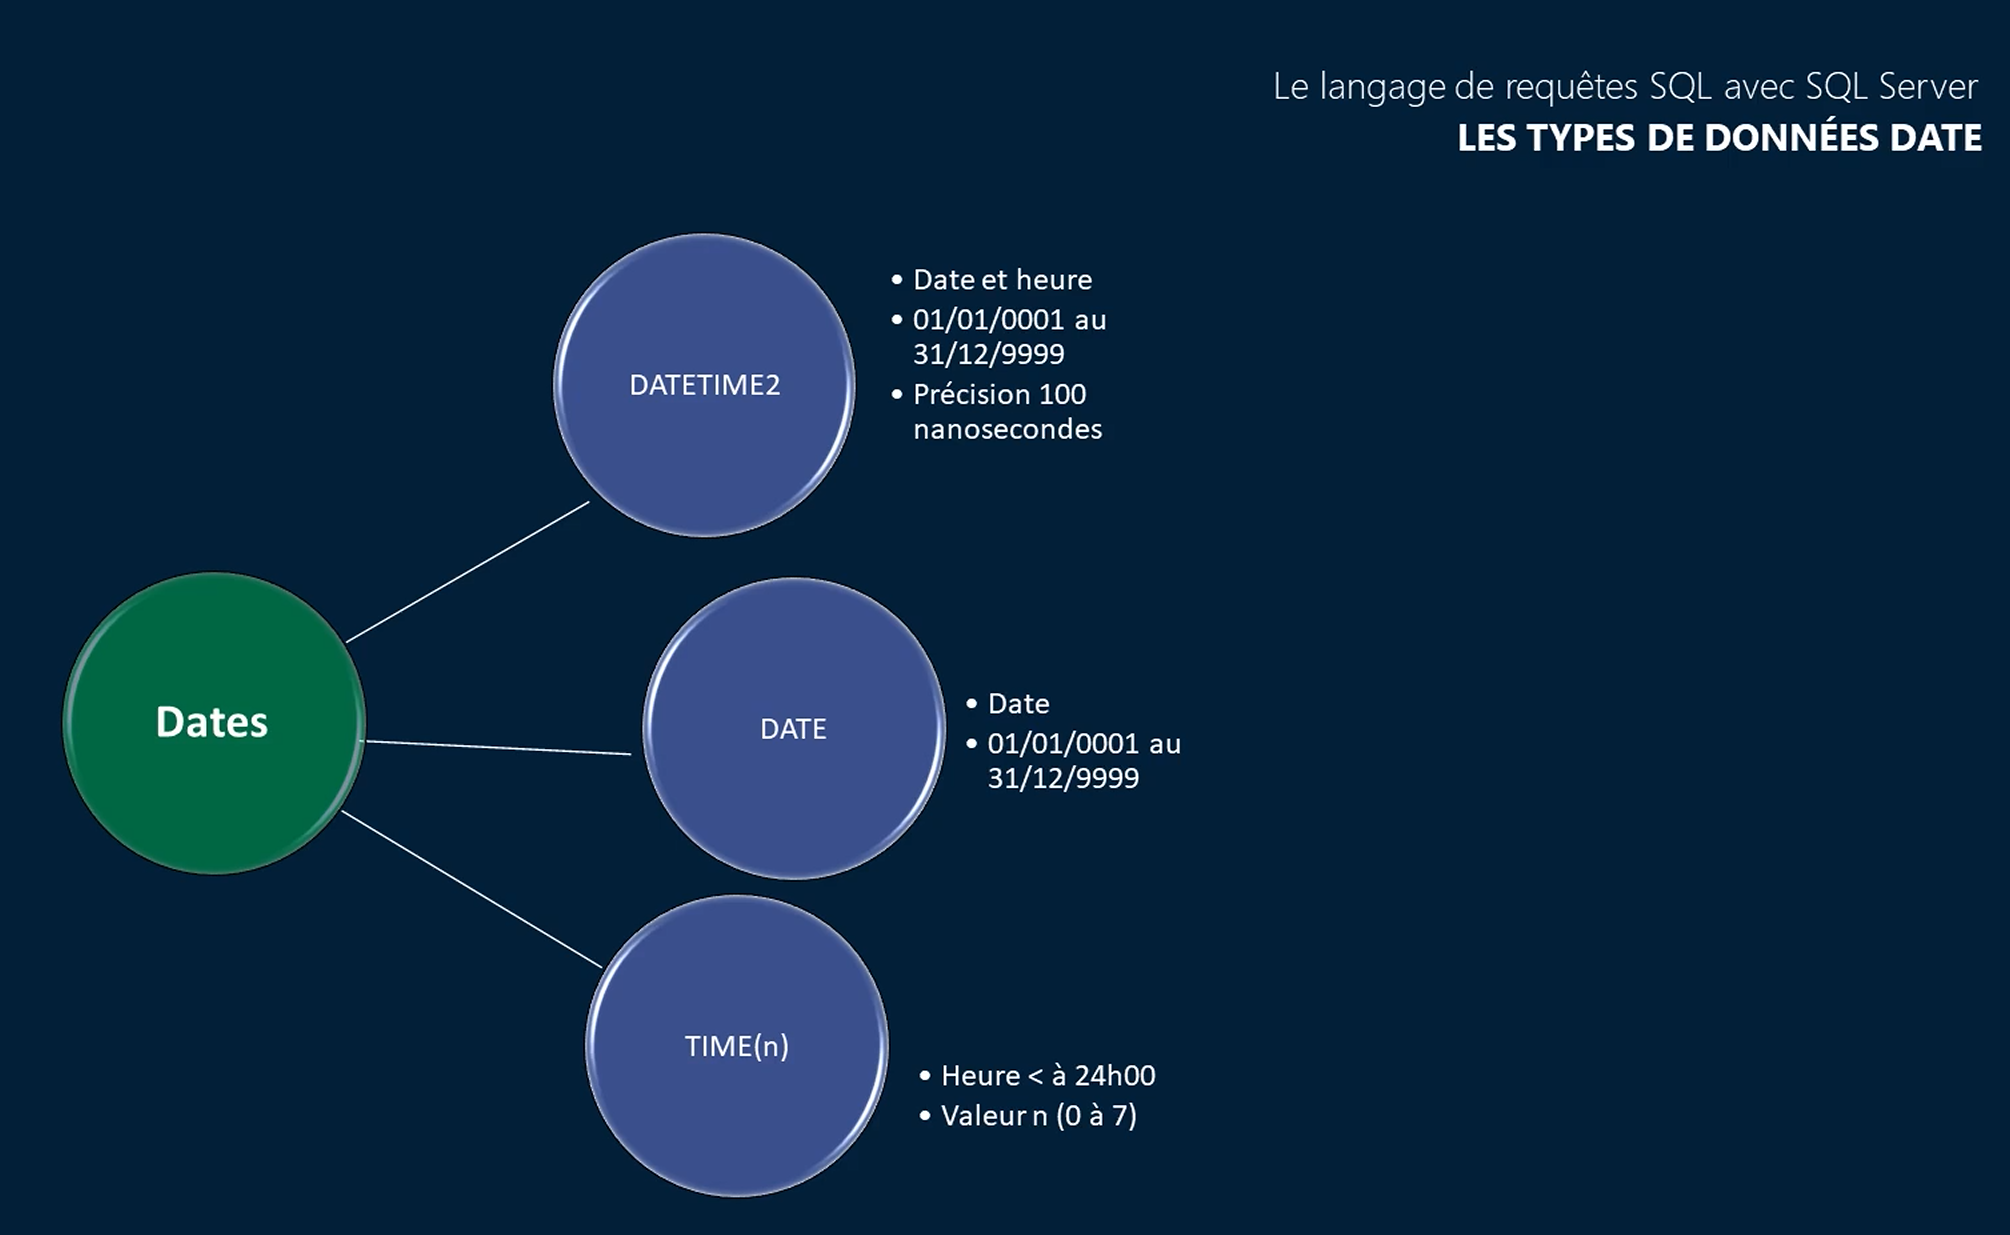 Le langage de requêtes SQL avec SQL Server
LES TYPES DE DONNÉES DATE
DATETIME2
• Date et heure
• 01/01/0001 au
31/12/9999
• Précision 100
nanosecondes
Dates
DATE
• Date
• 01/01/0001 au
31/12/9999
TIME(n)
• Heure < à 24h00
• Valeur n (0 à 7)